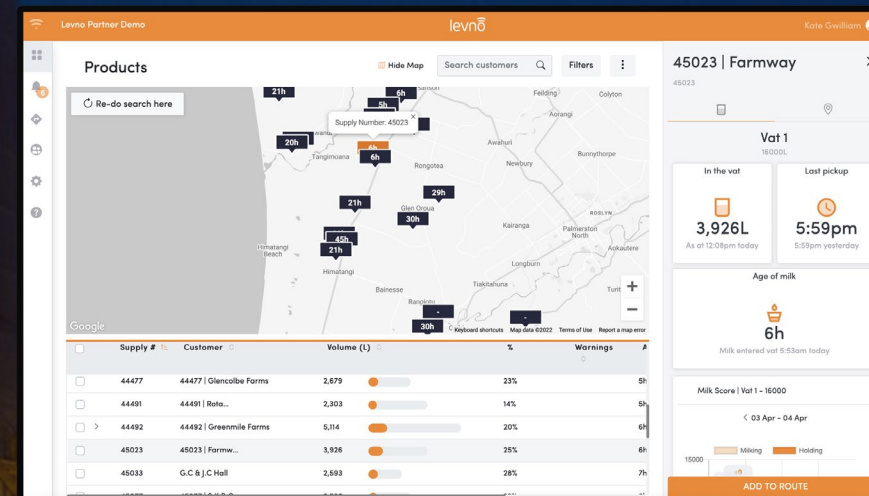 Levno Partner Demo
levnō
Kate Gwilliam
Products
Hide Map
Search customers
Filters
Re-do search here
21h
6h
5h
Sanson
Feilding
Colyton
Supply Number: 45023
×
Aorangi
20h
6h
6h
Tangimoana
Awahuri
Bunnythorpe
Rongotea
Newbury
29h
21h
Glen Oroua
30h
ROSLYN
Kairanga
Palmerston
North
45h
21h
Himatangi
Beach
Aokautere
Longburn
Himatangi
Tiakitahuna
Bainesse
Turit
+
−
Rangiotu
-
-
30h
Google
Keyboard shortcuts
Map data ©2022
Terms of Use
Report a map error
Supply #
Customer
Volume (L)
%
Warnings
A
44477
44477 | Glencolbe Farms
2,679
23%
5h
44491
44491 | Rota...
2,303
14%
5h
44492
44492 | Greenmile Farms
5,114
20%
6h
45023
45023 | Farmw...
3,926
25%
6h
45033
G.C & J.C Hall
2,593
28%
7h
45023 | Farmway
45023
Vat 1
16000L
In the vat
3,926L
As at 12:08pm today
Last pickup
5:59pm
5:59pm yesterday
Age of milk
6h
Milk entered vat 5:53am today
Milk Score | Vat 1 - 16000
< 03 Apr - 04 Apr
Milking
Holding
15000
ADD TO ROUTE